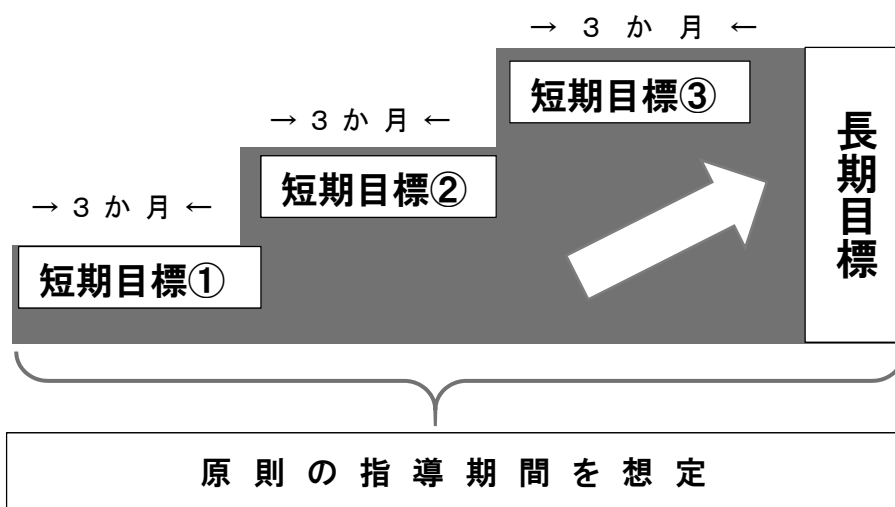 → 3 か 月 ←
短期目標①
→ 3 か 月 ←
短期目標②
→ 3 か 月 ←
短期目標③
長期目標
原則の指導期間を想定